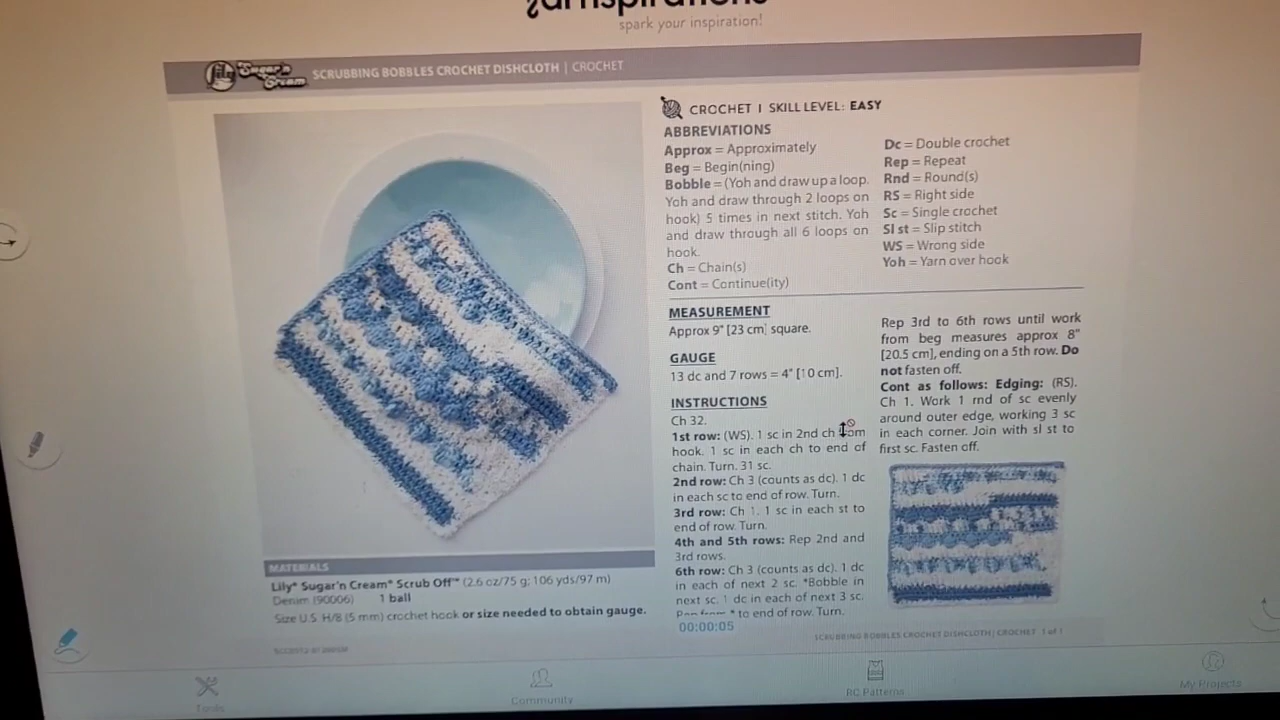 yarnspirations
spark your inspiration!
Lily Sugar'n Cream SCRUBBING BOBBLES CROCHET DISHCLOTH | CROCHET
CROCHET I SKILL LEVEL: EASY
ABBREVIATIONS
Approx = Approximately
Beg = Begin(ning)
Bobble = (Yoh and draw up a loop.
Yoh and draw through 2 loops on
hook) 5 times in next stitch. Yoh
and draw through all 6 loops on
hook.
Ch = Chain(s)
Cont = Continue(ity)
Dc = Double crochet
Rep = Repeat
Rnd = Round(s)
RS = Right side
Sc = Single crochet
Sl st = Slip stitch
WS = Wrong side
Yoh = Yarn over hook
MEASUREMENT
Approx 9" [23 cm] square.
GAUGE
13 dc and 7 rows = 4" [10 cm].
INSTRUCTIONS
Ch 32.
1st row: (WS). 1 sc in 2nd ch from
hook. 1 sc in each ch to end of
chain. Turn. 31 sc.
2nd row: Ch 3 (counts as dc). 1 dc
in each sc to end of row. Turn.
3rd row: Ch 1. 1 sc in each st to
end of row. Turn.
4th and 5th rows: Rep 2nd and
3rd rows.
6th row: Ch 3 (counts as dc). 1 dc
in each of next 2 sc. *Bobble in
next sc. 1 dc in each of next 3 sc.
Rep from * to end of row. Turn.
00:00:05
Rep 3rd to 6th rows until work
from beg measures approx 8"
[20.5 cm], ending on a 5th row. Do
not fasten off.
Cont as follows: Edging: (RS).
Ch 1. Work 1 rnd of sc evenly
around outer edge, working 3 sc
in each corner. Join with sl st to
first sc. Fasten off.
MATERIALS
Lily® Sugar'n Cream® Scrub Off™ (2.6 oz/75 g; 106 yds/97 m)
Denim (90006) 1 ball
Size U.S. H/8 (5 mm) crochet hook or size needed to obtain gauge.
SCRUBBING BOBBLES CROCHET DISHCLOTH | CROCHET 1 of 1
Tools
Community
BC Patterns
My Projects